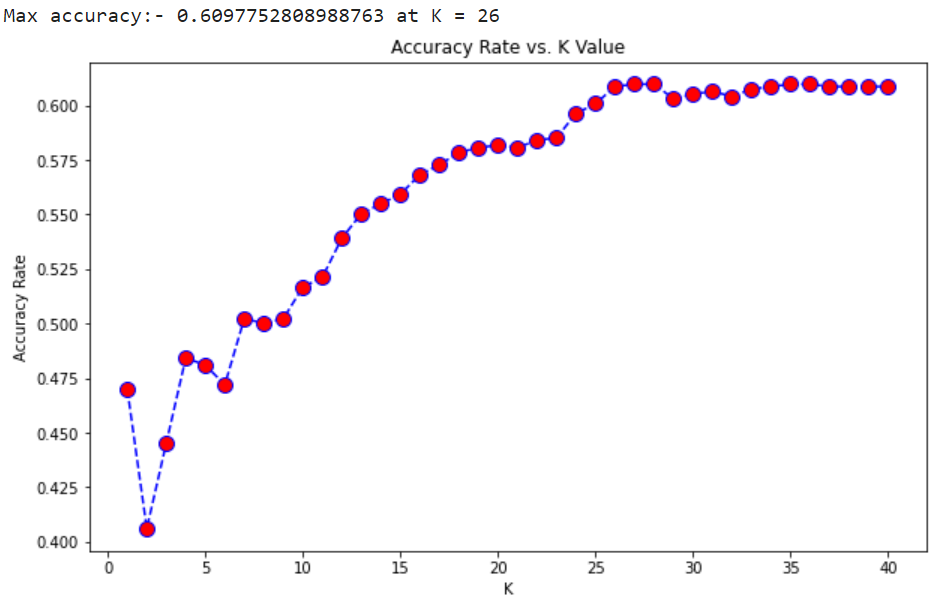 Max accuracy:- 0.6097752808988763 at K = 26
Accuracy Rate vs. K Value
0.600
0.575
0.550
0.525
0.500
0.475
0.450
0.425
0.400
Accuracy Rate
0 5 10 15 20 25 30 35 40
K